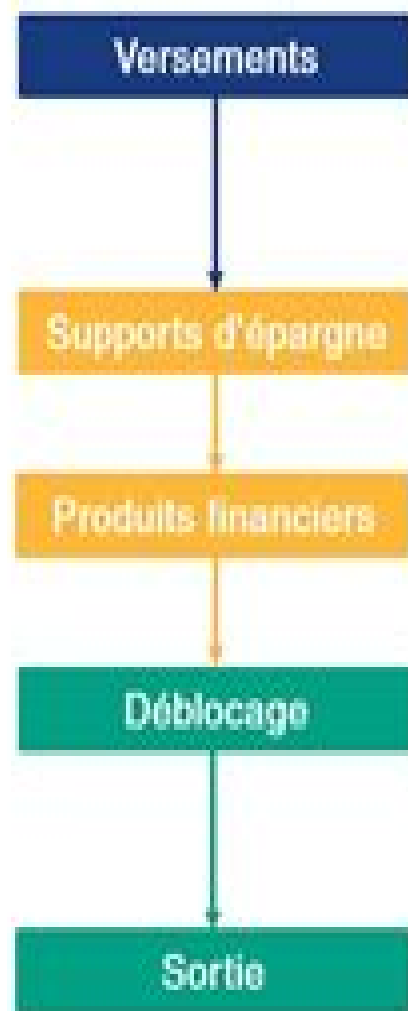 Versements
Supports d'épargne
Produits financiers
Déblocage
Sortie